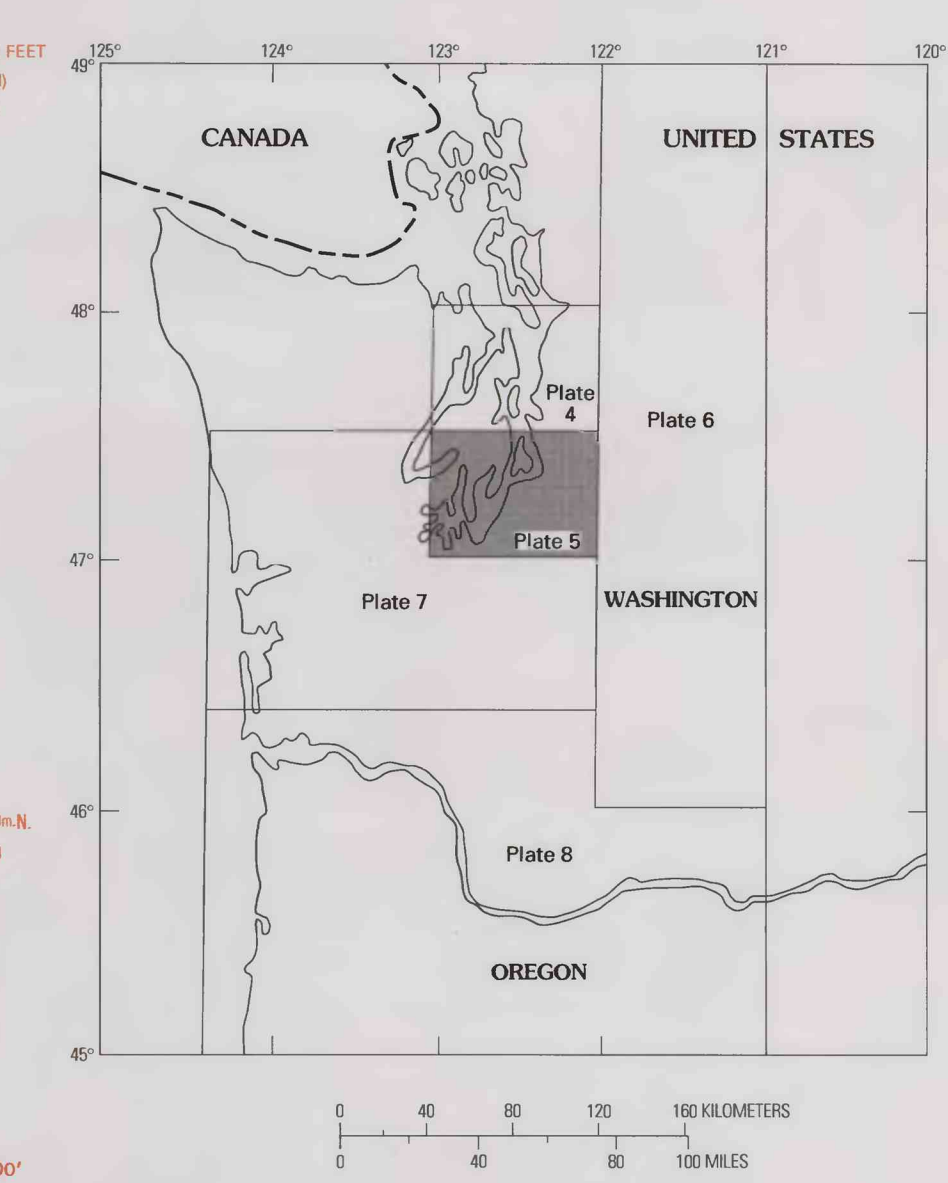 FEET
125°
124°
123°
122°
121°
120°
49°
CANADA
UNITED STATES
48°
Plate
4
Plate 6
Plate 5
47°
Plate 7
WASHINGTON
46°
m.N.
Plate 8
OREGON
45°
0 40 80 120 160 KILOMETERS
0 40 80 100 MILES
00'